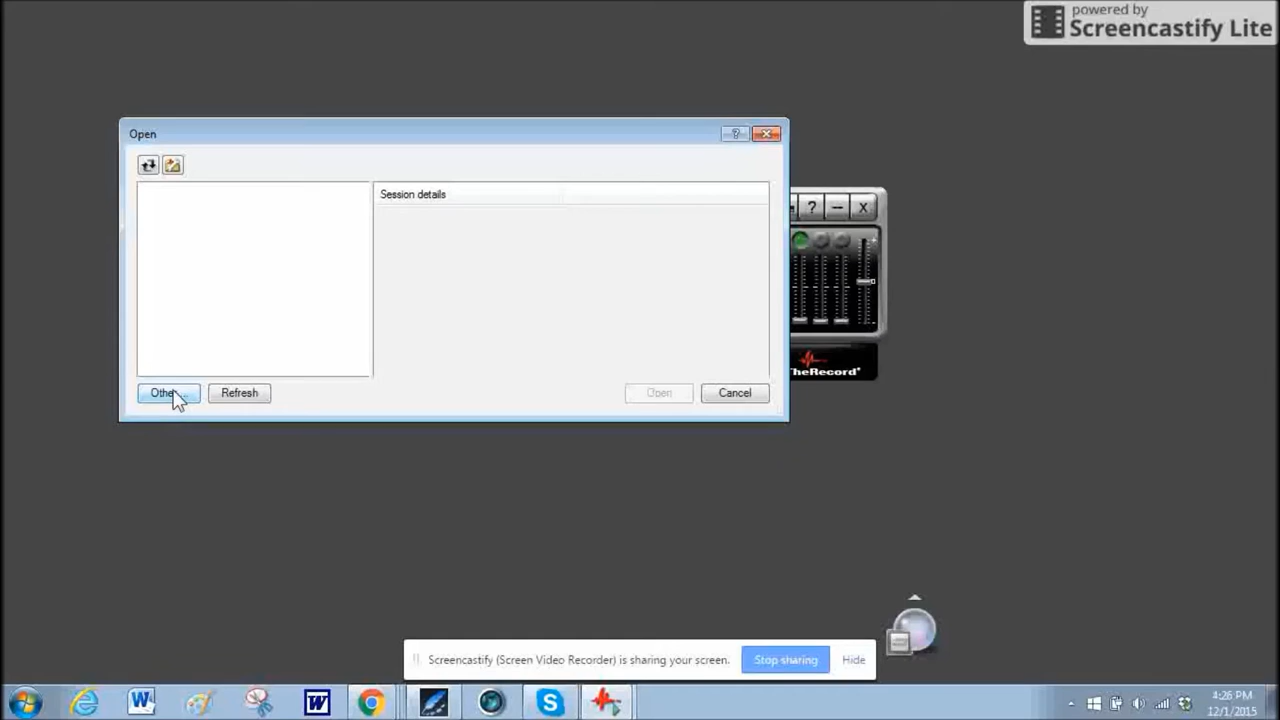 powered by
Screencastify Lite
Open
Session details
Refresh
Open
Cancel
TheRecord
Screencastify (Screen Video Recorder) is sharing your screen.
Stop sharing
Hide
4:26 PM
12/1/2015